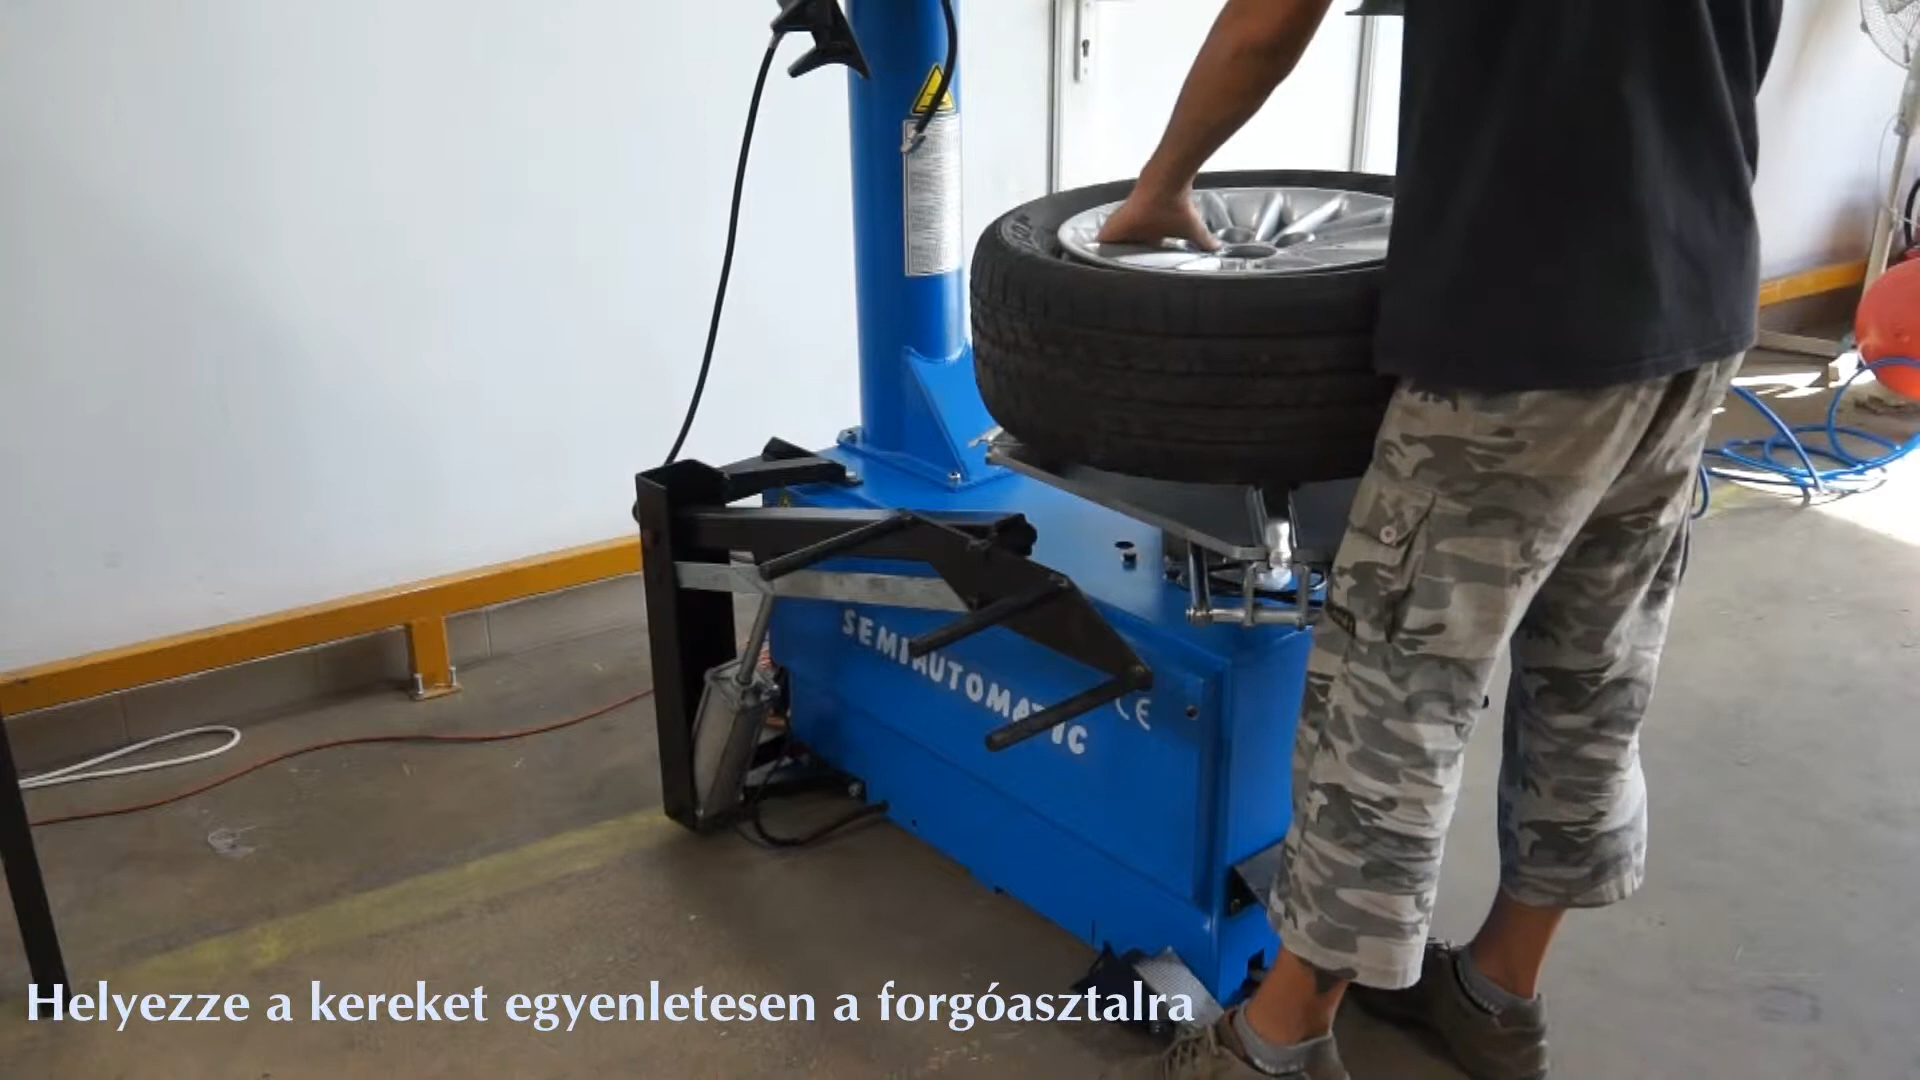 SEMIAUTOMATIC
CE
Helyezze a kereket egyenletesen a forgóasztalra